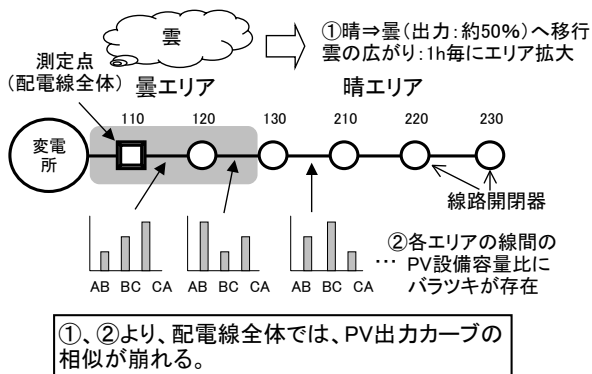 雲
①晴⇒曇(出力:約50%)へ移行
雲の広がり:1h毎にエリア拡大
測定点
(配電線全体)
曇エリア
晴エリア
110
120
130
210
220
230
変電
所
線路開閉器
AB BC CA
AB BC CA
AB BC CA
…
②各エリアの線間の
PV設備容量比に
バラツキが存在
①、②より、配電線全体では、PV出力カーブの
相似が崩れる。